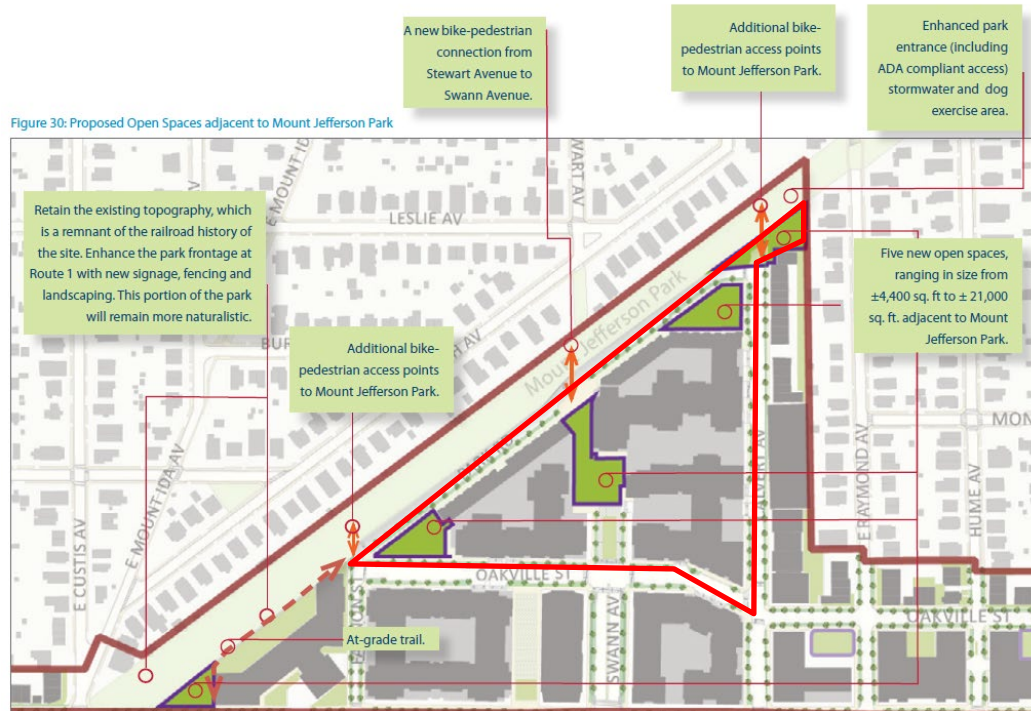 A new bike-pedestrian
connection from
Stewart Avenue to
Swann Avenue.
Additional bike-
pedestrian access points
to Mount Jefferson Park.
Enhanced park
entrance (including
ADA compliant access)
stormwater and dog
exercise area.
Figure 30: Proposed Open Spaces adjacent to Mount Jefferson Park
Retain the existing topography, which
is a remnant of the railroad history of
the site. Enhance the park frontage at
Route 1 with new signage, fencing and
landscaping. This portion of the park
will remain more naturalistic.
Additional bike-
pedestrian access points
to Mount Jefferson Park.
Five new open spaces,
ranging in size from
±4,400 sq. ft to ± 21,000
sq. ft. adjacent to Mount
Jefferson Park.
At-grade trail.
E MOUNT ID
WART AV
LESLIE AV
Mount Jefferson Park
BU
E MOUNT IDA AV
E CUSTIS AV
OAKVILLE ST
SWANN AV
E RAYMOND AV
HUME AV
MON
OAKVILLE ST